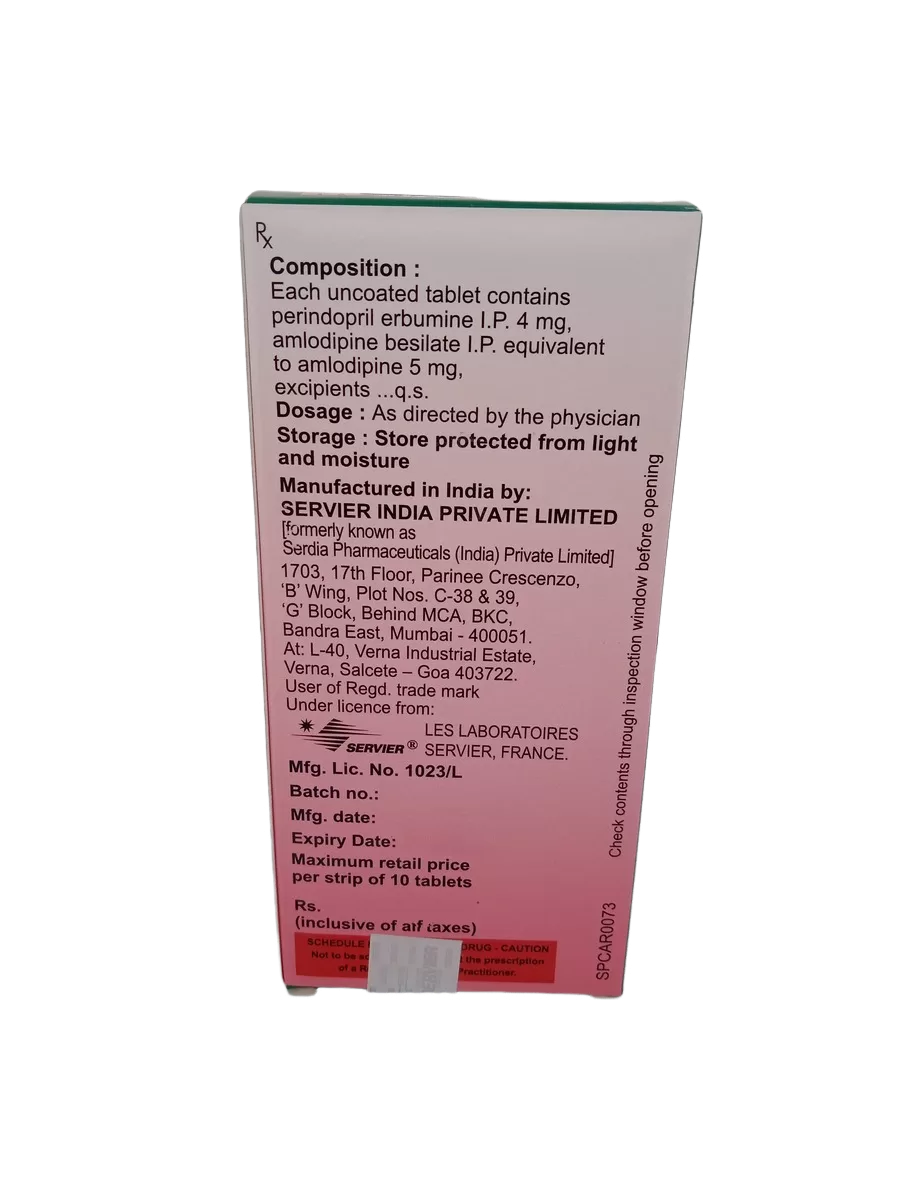 Rx
Composition :
Each uncoated tablet contains
perindopril erbumine I.P. 4 mg,
amlodipine besilate I.P. equivalent
to amlodipine 5 mg,
excipients ...q.s.
Dosage : As directed by the physician
Storage : Store protected from light
and moisture
Manufactured in India by:
SERVIER INDIA PRIVATE LIMITED
[formerly known as
Serdia Pharmaceuticals (India) Private Limited]
1703, 17th Floor, Parinee Crescenzo,
‘B’ Wing, Plot Nos. C-38 & 39,
‘G’ Block, Behind MCA, BKC,
Bandra East, Mumbai - 400051.
At: L-40, Verna Industrial Estate,
Verna, Salcete – Goa 403722.
User of Regd. trade mark
Under licence from:
SERVIER ® LES LABORATOIRES
SERVIER, FRANCE.
Mfg. Lic. No. 1023/L
Batch no.:
Mfg. date:
Expiry Date:
Maximum retail price
per strip of 10 tablets
Rs.
(inclusive of all taxes)
SCHEDULE DRUG - CAUTION
Not to be the prescription
of a Practitioner.
Check contents through inspection window before opening
SPCAR0073